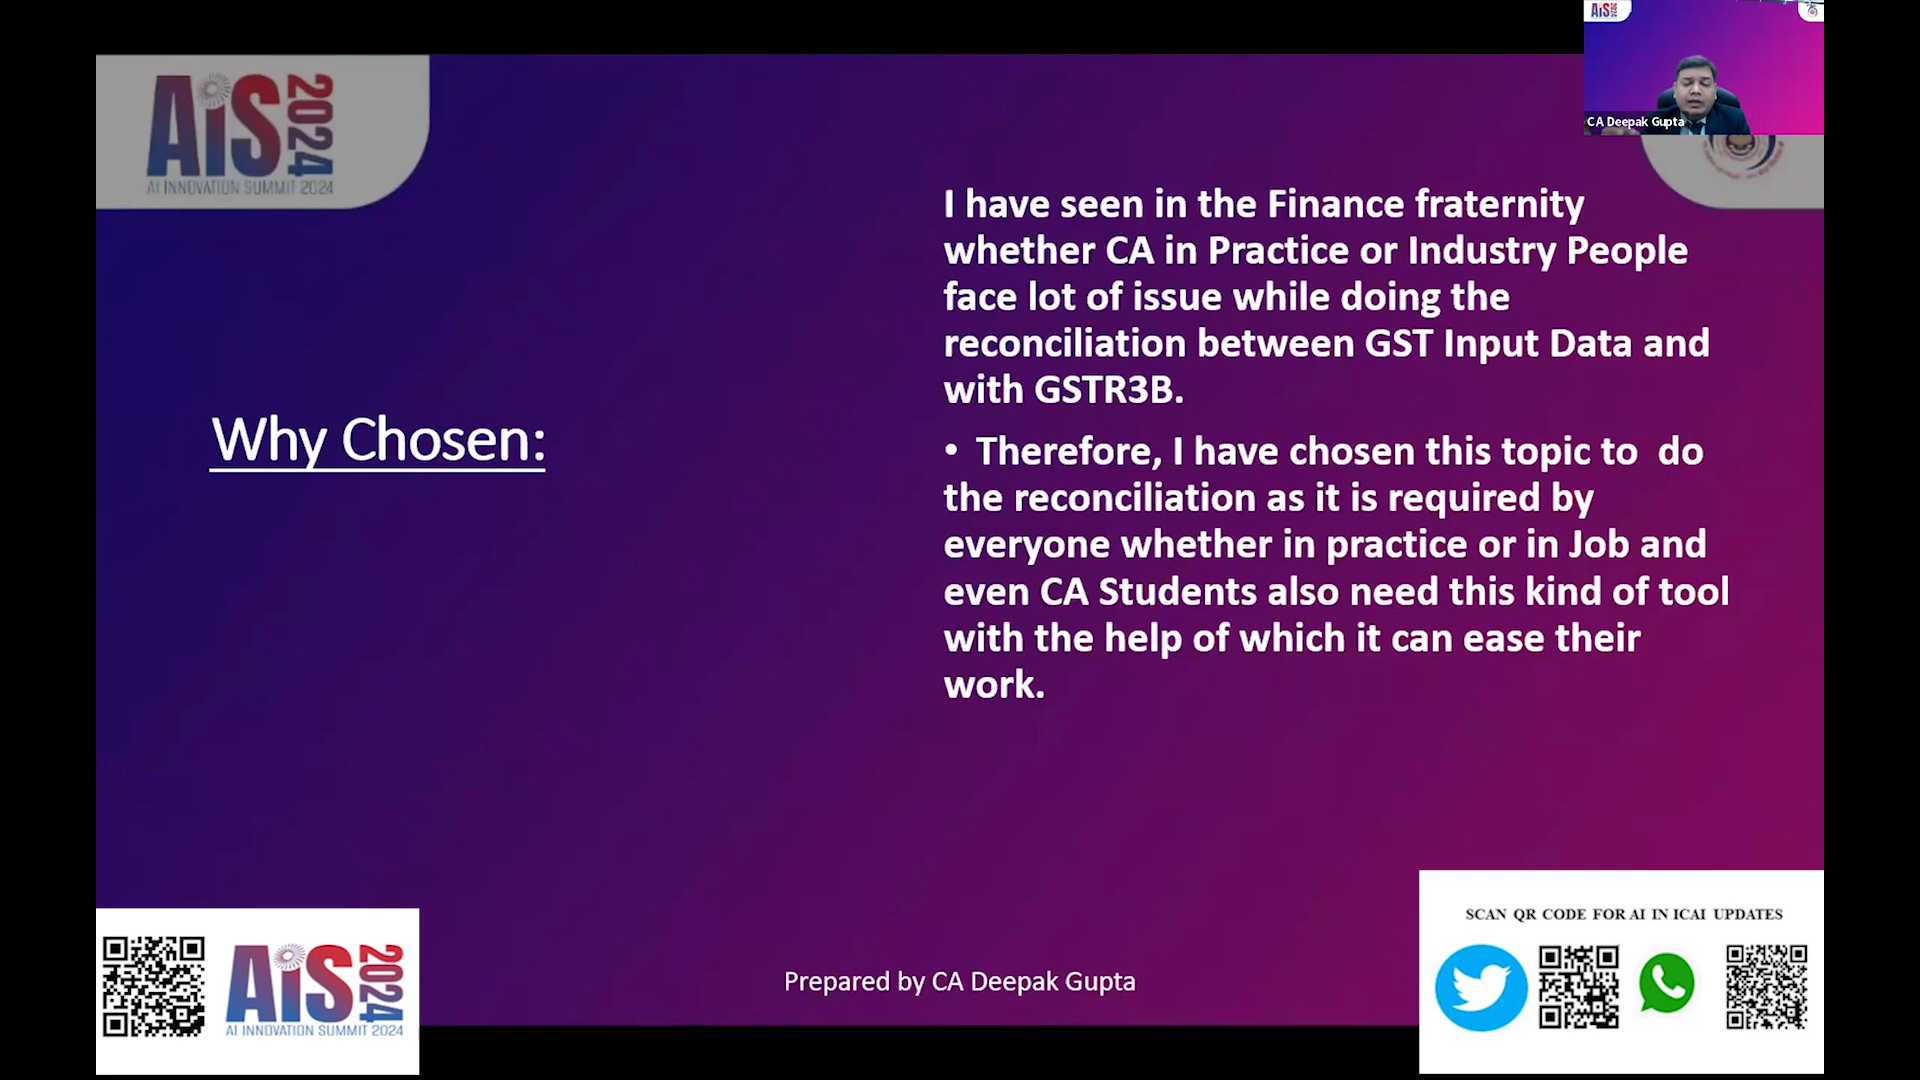 AiS 2024
AI INNOVATION SUMMIT 2024
AiS 2024
CA Deepak Gupta
I have seen in the Finance fraternity
whether CA in Practice or Industry People
face lot of issue while doing the
reconciliation between GST Input Data and
with GSTR3B.
Why Chosen:
• Therefore, I have chosen this topic to  do
the reconciliation as it is required by
everyone whether in practice or in Job and
even CA Students also need this kind of tool
with the help of which it can ease their
work.
Prepared by CA Deepak Gupta
AiS 2024
AI INNOVATION SUMMIT 2024
SCAN QR CODE FOR AI IN ICAI UPDATES